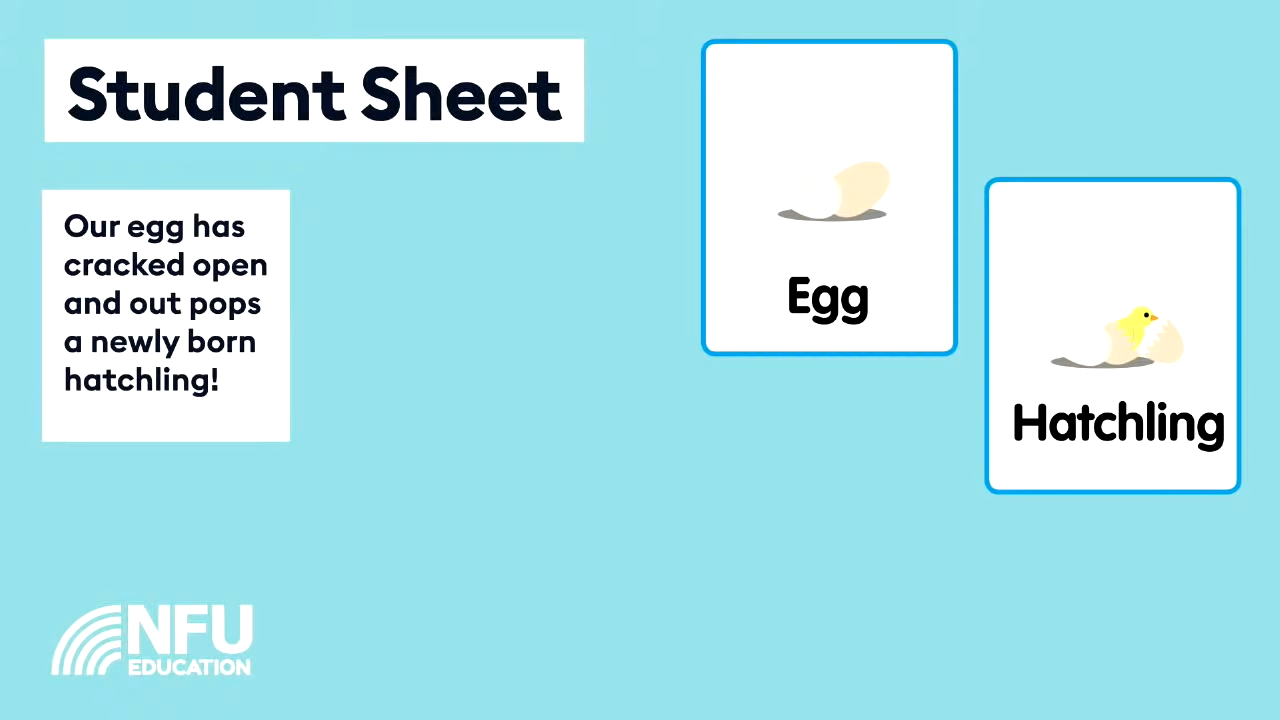 Student Sheet
Our egg has
cracked open
and out pops
a newly born
hatchling!
Egg
Hatchling
NFU
EDUCATION